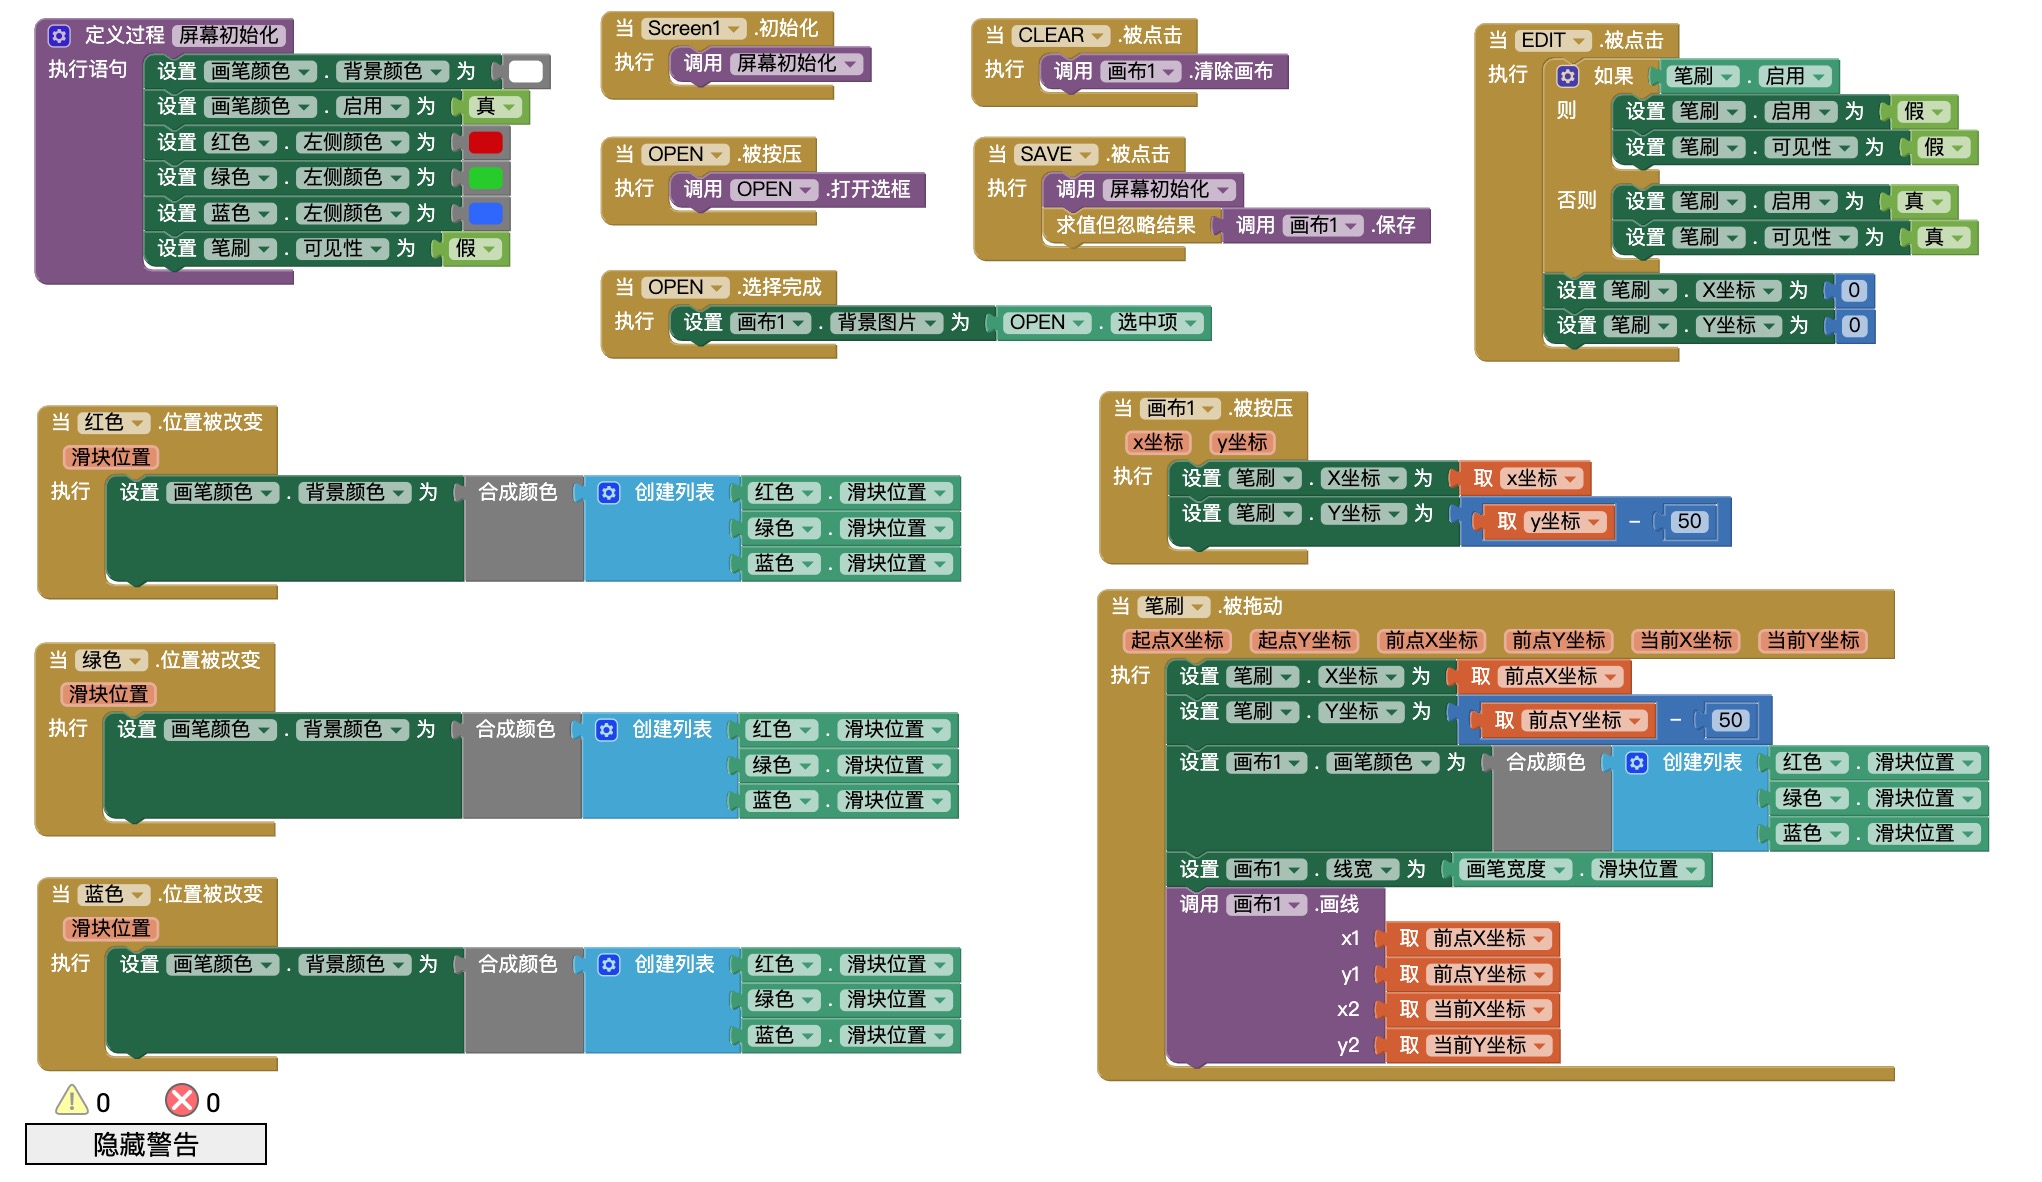 定义过程 屏幕初始化
执行语句 设置 画笔颜色 . 背景颜色 为
设置 画笔颜色 . 启用 为 真
设置 红色 . 左侧颜色 为
设置 绿色 . 左侧颜色 为
设置 蓝色 . 左侧颜色 为
设置 笔刷 . 可见性 为 假
当 Screen1 .初始化
执行 调用 屏幕初始化
当 OPEN .被按压
执行 调用 OPEN .打开选框
当 OPEN .选择完成
执行 设置 画布1 . 背景图片 为 OPEN . 选中项
当 CLEAR .被点击
执行 调用 画布1 .清除画布
当 SAVE .被点击
执行 调用 屏幕初始化
求值但忽略结果 调用 画布1 .保存
当 EDIT .被点击
执行 如果 笔刷 . 启用
则 设置 笔刷 . 启用 为 假
设置 笔刷 . 可见性 为 假
否则 设置 笔刷 . 启用 为 真
设置 笔刷 . 可见性 为 真
设置 笔刷 . X坐标 为 0
设置 笔刷 . Y坐标 为 0
当 红色 .位置被改变
滑块位置
执行 设置 画笔颜色 . 背景颜色 为 合成颜色 创建列表 红色 . 滑块位置
绿色 . 滑块位置
蓝色 . 滑块位置
当 绿色 .位置被改变
滑块位置
执行 设置 画笔颜色 . 背景颜色 为 合成颜色 创建列表 红色 . 滑块位置
绿色 . 滑块位置
蓝色 . 滑块位置
当 蓝色 .位置被改变
滑块位置
执行 设置 画笔颜色 . 背景颜色 为 合成颜色 创建列表 红色 . 滑块位置
绿色 . 滑块位置
蓝色 . 滑块位置
当 画布1 .被按压
x坐标 y坐标
执行 设置 笔刷 . X坐标 为 取 x坐标
设置 笔刷 . Y坐标 为 取 y坐标 - 50
当 笔刷 .被拖动
起点X坐标 起点Y坐标 前点X坐标 前点Y坐标 当前X坐标 当前Y坐标
执行 设置 笔刷 . X坐标 为 取 前点X坐标
设置 笔刷 . Y坐标 为 取 前点Y坐标 - 50
设置 画布1 . 画笔颜色 为 合成颜色 创建列表 红色 . 滑块位置
绿色 . 滑块位置
蓝色 . 滑块位置
设置 画布1 . 线宽 为 画笔宽度 . 滑块位置
调用 画布1 .画线
x1 取 前点X坐标
y1 取 前点Y坐标
x2 取 当前X坐标
y2 取 当前Y坐标
0 0
隐藏警告